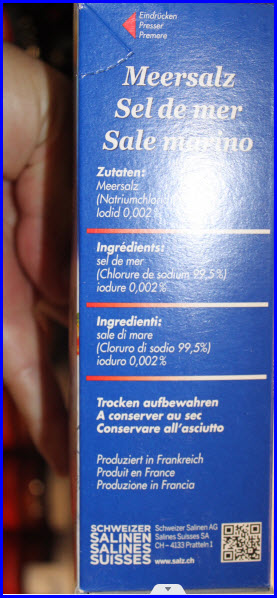 Eindrücken
Presser
Premere
Meersalz
Sel de mer
Sale marino
Zutaten:
Meersalz
(Natriumchlorid
Iodid 0,002%
Ingrédients:
sel de mer
(Chlorure de sodium 99,5%)
iodure 0,002%
Ingredienti:
sale di mare
(Cloruro di sodio 99,5%)
ioduro 0,002%
Trocken aufbewahren
A conserver au sec
Conservare all'asciutto
Produziert in Frankreich
Produit en France
Produzione in Francia
SCHWEIZER
SALINEN
SALINES
SUISSES
Schweizer Salinen AG
Salines Suisses SA
CH – 4133 Pratteln 1
www.salz.ch